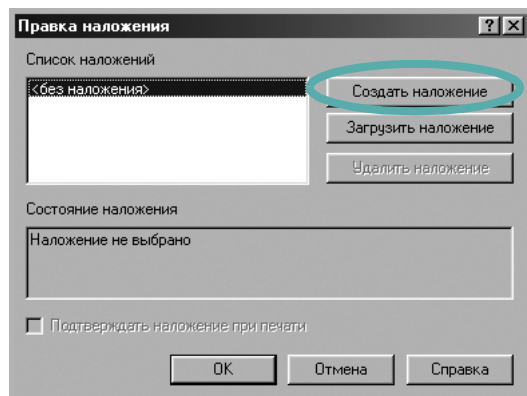 Правка наложения
Список наложений
<без наложения>
Создать наложение
Загрузить наложение
Удалить наложение
Состояние наложения
Наложение не выбрано
Подтверждать наложение при печати
OK Отмена Справка